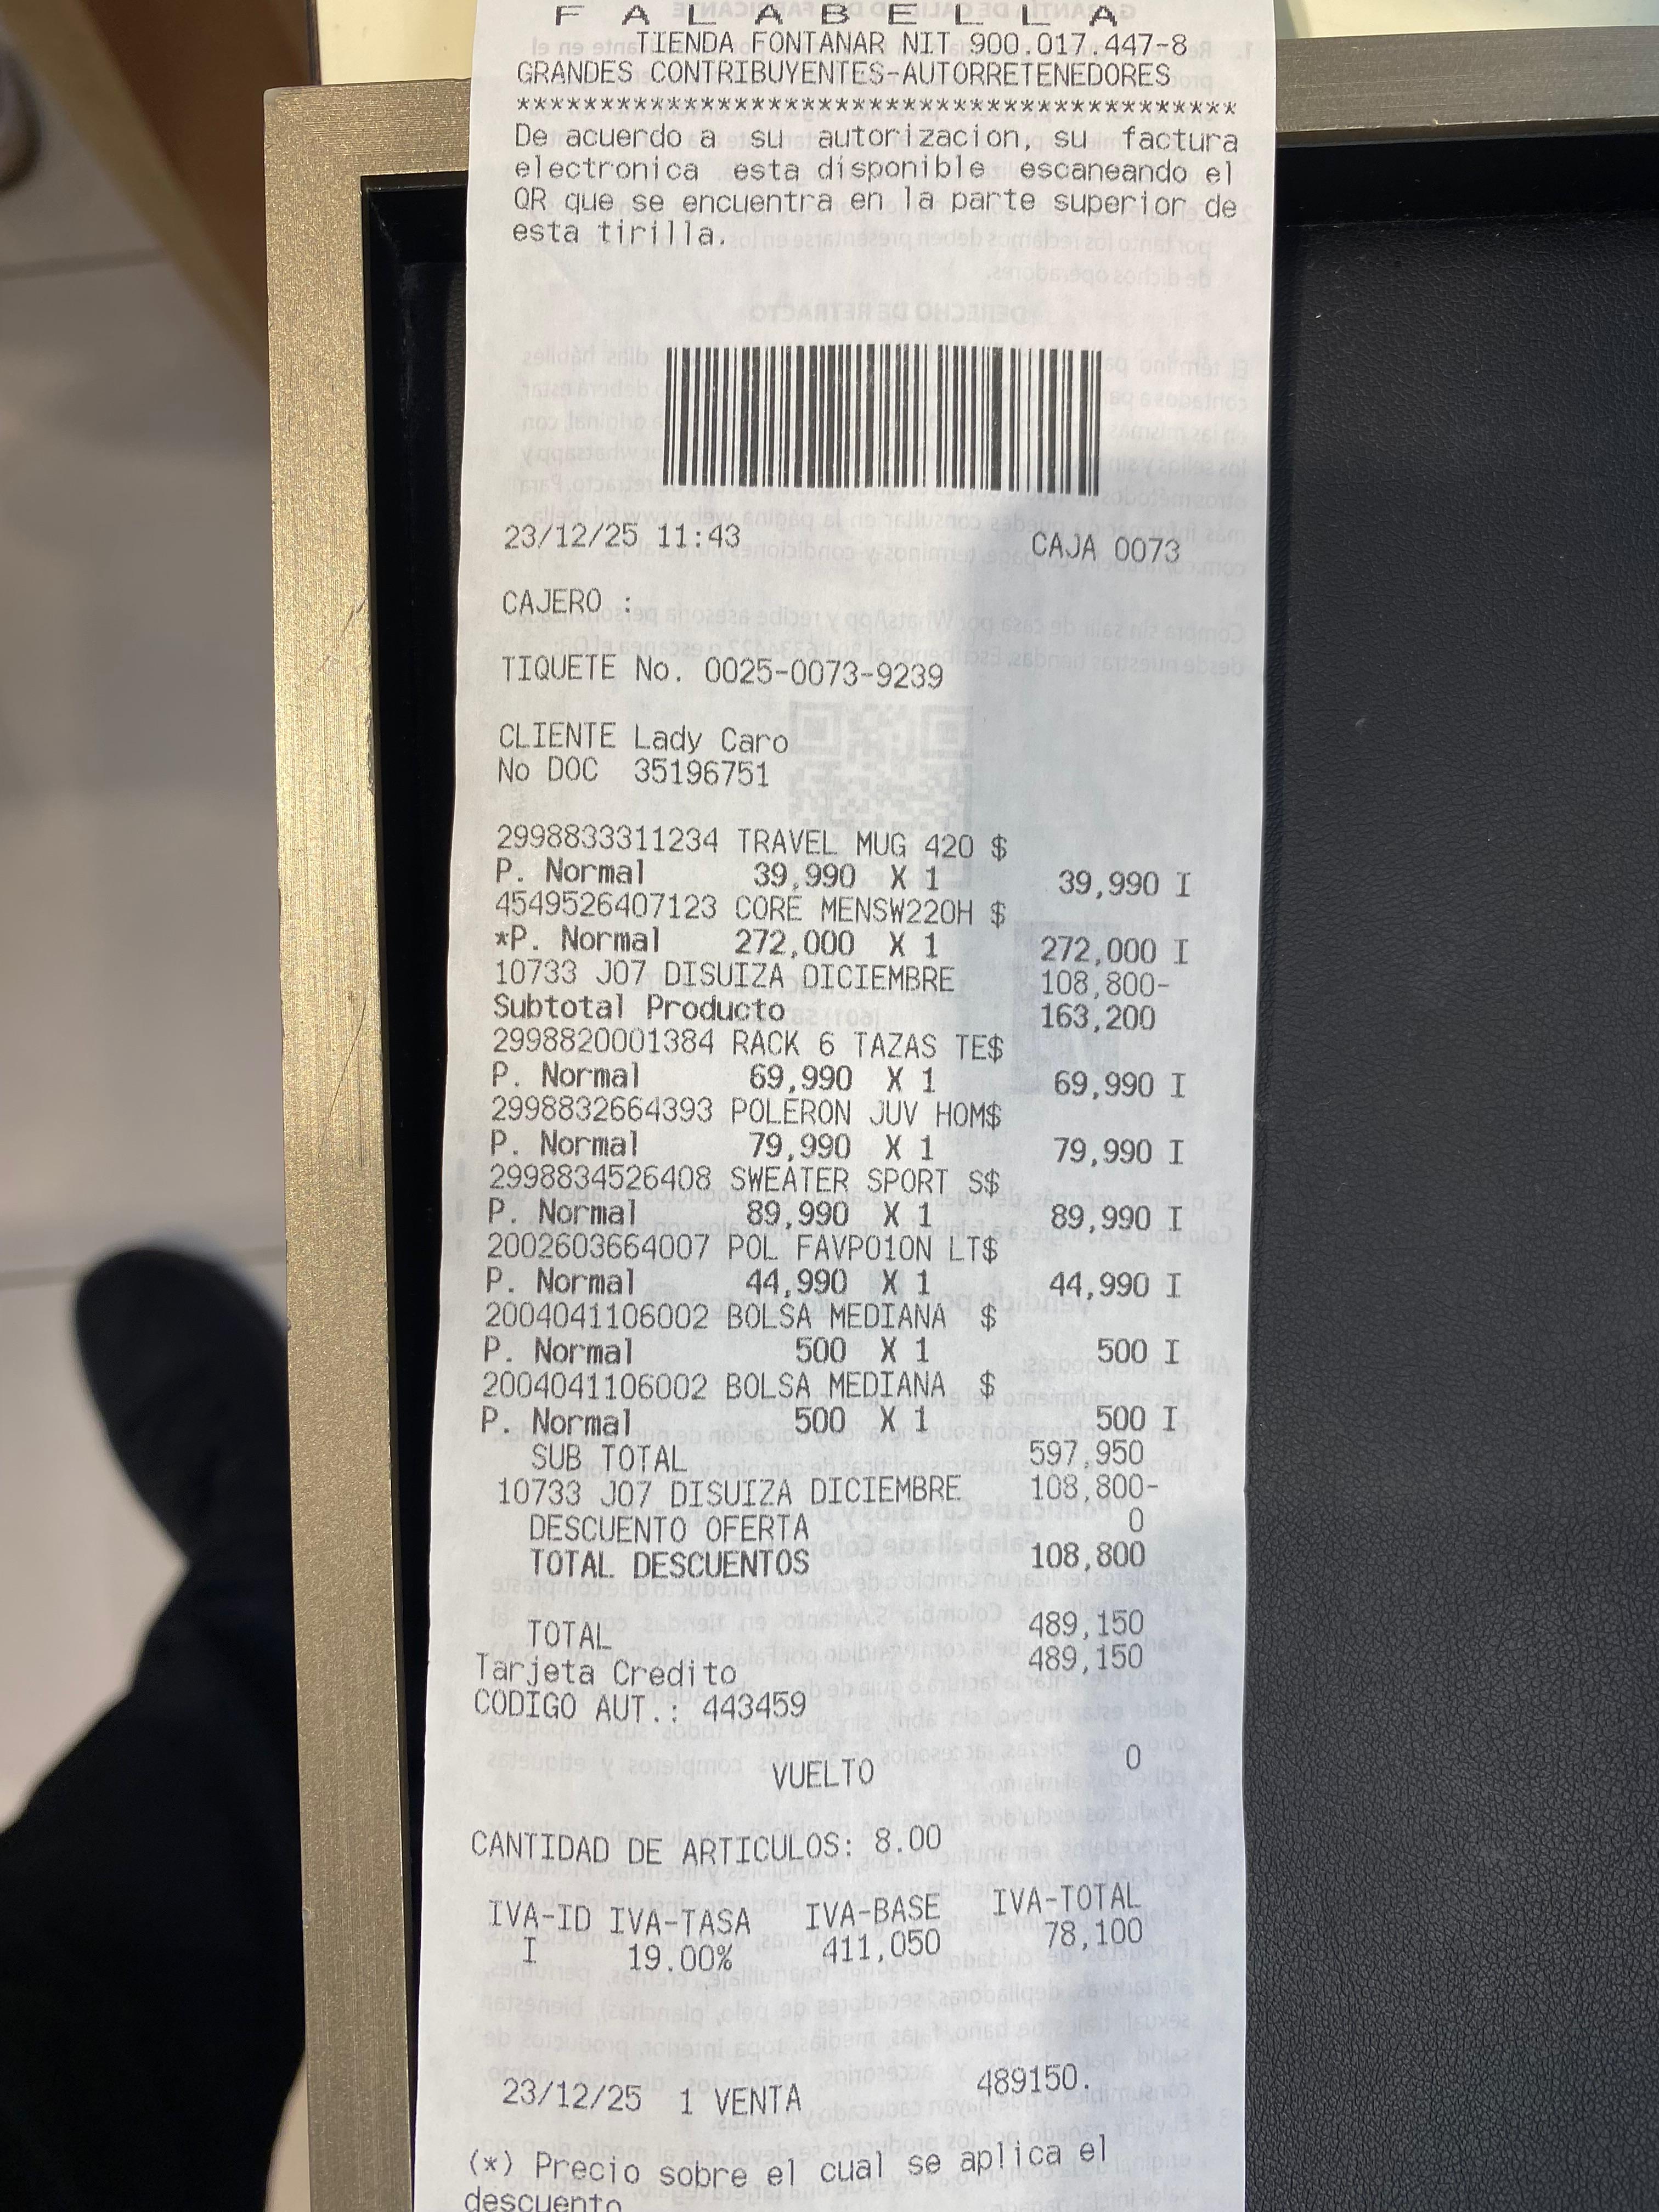 F A L A B E L L A
TIENDA FONTANAR NIT 900.017.447-8
GRANDES CONTRIBUYENTES-AUTORRETENEDORES
*******************************************
De acuerdo a su autorizacion, su factura
electronica esta disponible escaneando el
QR que se encuentra en la parte superior de
esta tirilla.
23/12/25 11:43 CAJA 0073
CAJERO :
TIQUETE No. 0025-0073-9239
CLIENTE Lady Caro
No DOC 35196751
2998833311234 TRAVEL MUG 420 $
P. Normal 39,990 X 1 39,990 I
4549526407123 CORE MENSW220H $
*P. Normal 272,000 X 1 272,000 I
10733 J07 DISUIZA DICIEMBRE 108,800-
Subtotal Producto 163,200
2998820001384 RACK 6 TAZAS TE$
P. Normal 69,990 X 1 69,990 I
2998832664393 POLERON JUV HOM$
P. Normal 79,990 X 1 79,990 I
2998834526408 SWEATER SPORT S$
P. Normal 89,990 X 1 89,990 I
2002603664007 POL FAVP010N LT$
P. Normal 44,990 X 1 44,990 I
2004041106002 BOLSA MEDIANA $
P. Normal 500 X 1 500 I
2004041106002 BOLSA MEDIANA $
P. Normal 500 X 1 500 I
SUB TOTAL 597,950
10733 J07 DISUIZA DICIEMBRE 108,800-
DESCUENTO OFERTA 0
TOTAL DESCUENTOS 108,800
TOTAL 489,150
Tarjeta Credito 489,150
CODIGO AUT.: 443459
VUELTO 0
CANTIDAD DE ARTICULOS: 8.00
IVA-ID IVA-TASA IVA-BASE IVA-TOTAL
I 19.00% 411,050 78,100
23/12/25 1 VENTA 489150.
(*) Precio sobre el cual se aplica el
descuento